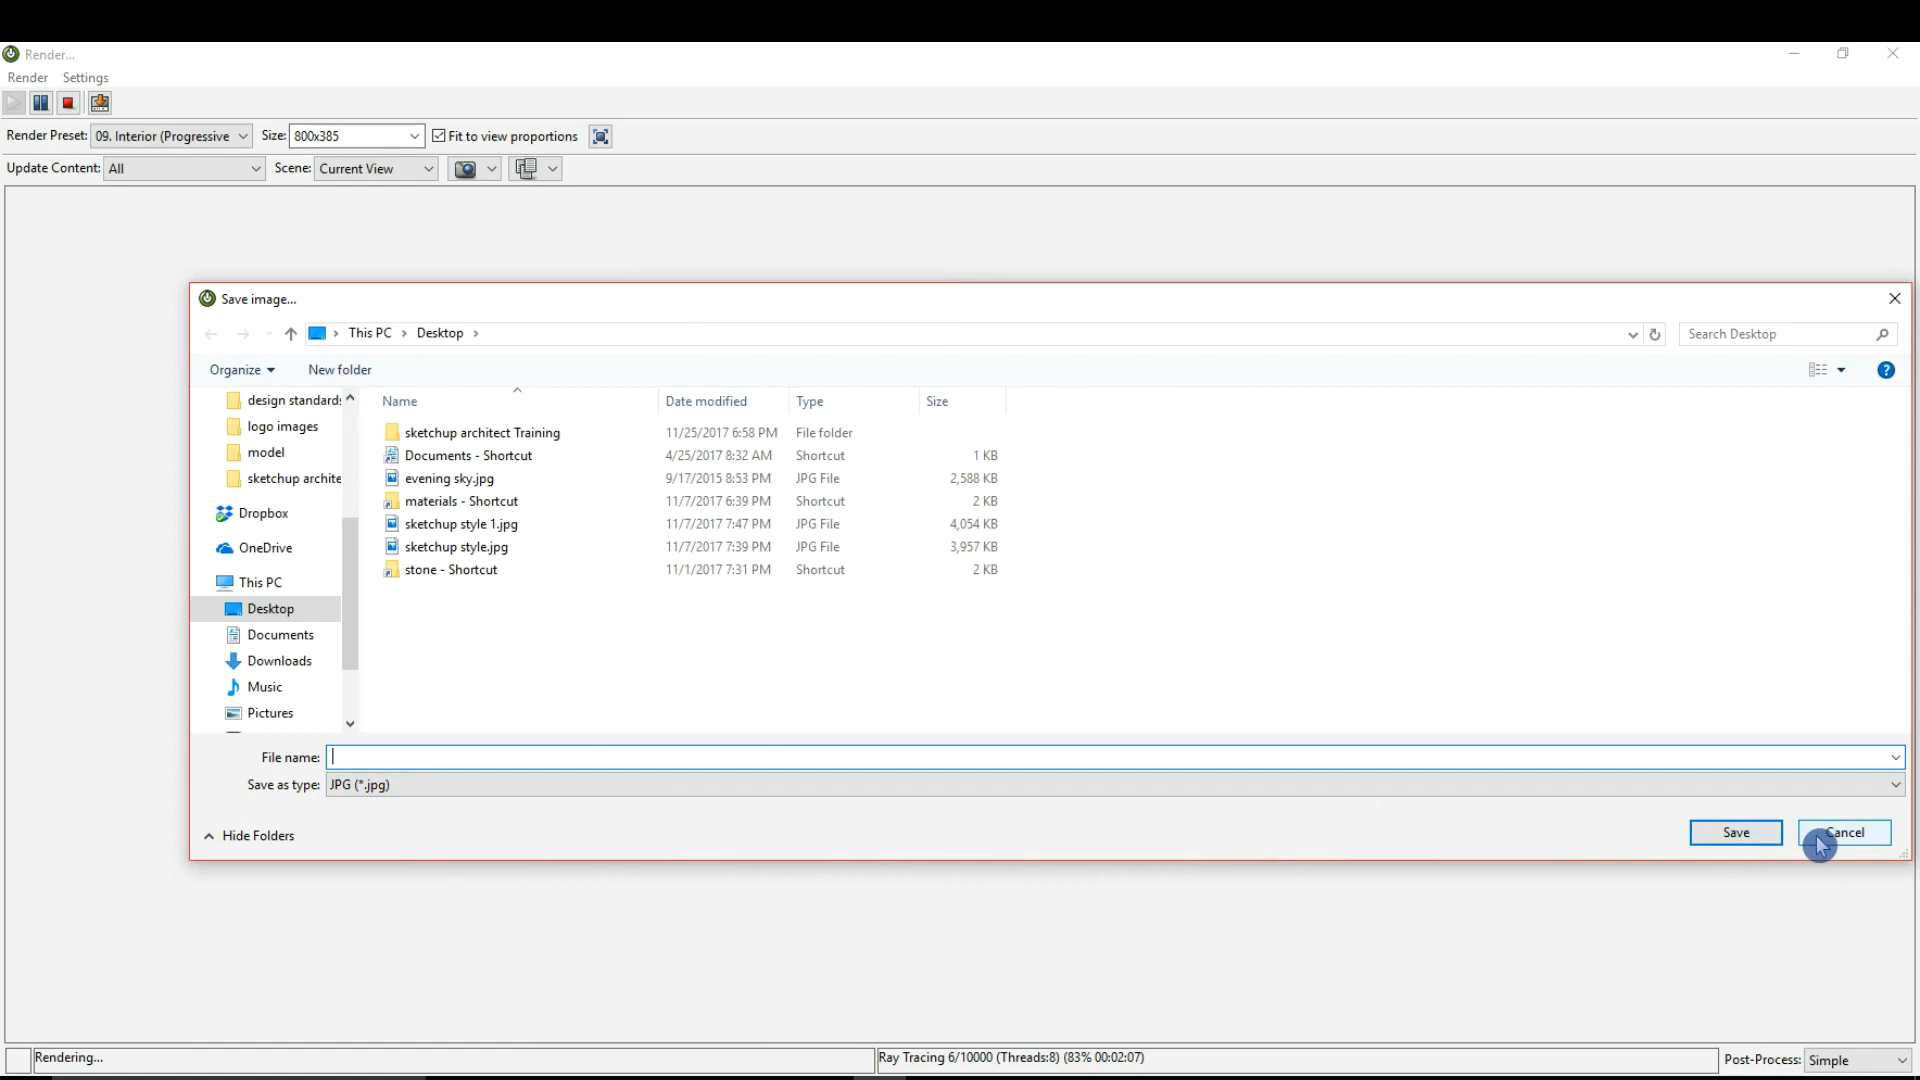 Render...
Render Settings
Render Preset: 09. Interior (Progressive Size: 800x385 Fit to view proportions
Update Content: All Scene: Current View
Save image...
This PC Desktop Search Desktop
Organize New folder
design standards Name Date modified Type Size
logo images
model
sketchup archite
Dropbox
OneDrive
This PC
Desktop
Documents
Downloads
Music
Pictures
sketchup architect Training 11/25/2017 6:58 PM File folder
Documents - Shortcut 4/25/2017 8:32 AM Shortcut 1 KB
evening sky.jpg 9/17/2015 8:53 PM JPG File 2,588 KB
materials - Shortcut 11/7/2017 6:39 PM Shortcut 2 KB
sketchup style 1.jpg 11/7/2017 7:47 PM JPG File 4,054 KB
sketchup style.jpg 11/7/2017 7:39 PM JPG File 3,957 KB
stone - Shortcut 11/1/2017 7:31 PM Shortcut 2 KB
File name:
Save as type: JPG (*.jpg)
Hide Folders Save Cancel
Rendering... Ray Tracing 6/10000 (Threads:8) (83% 00:02:07) Post-Process: Simple